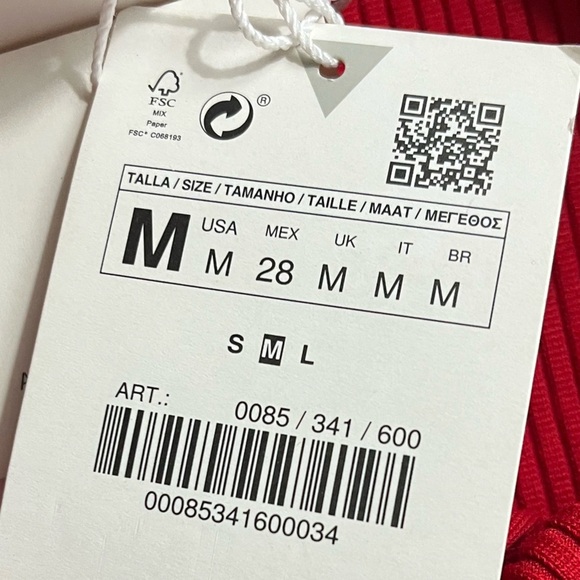 FSC
MIX
Paper
FSC® C068193
®
TALLA / SIZE / TAMANHO / TAILLE / MAAT / ΜΕΓΕΘΟΣ
M
USA MEX UK IT BR
M 28 M M M
S M L
ART.: 0085 / 341 / 600
00085341600034